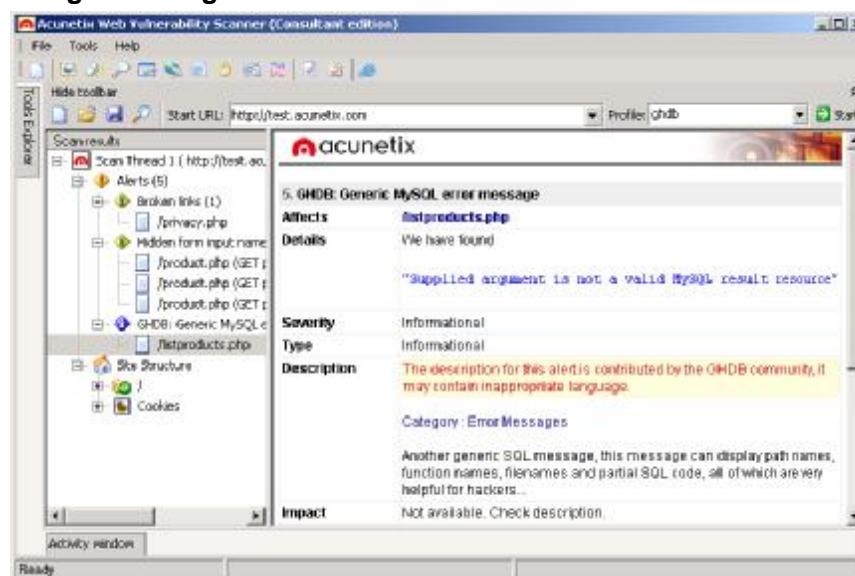 Acunetix Web Vulnerability Scanner (Consultant edition)
File Tools Help
Hide toolbar
Tools Explorer
Start URL: http://test.acunetix.com
Profile: ghdb
Start
Scan results
Scan Thread 1 ( http://test.ac.
Alerts (5)
Broken links (1)
/privacy.php
Hidden form input name
/product.php (GET p
/product.php (GET p
/product.php (GET p
GHDB: Generic MySQL e
/listproducts.php
Site Structure
/
Cookies
acunetix
5. GHDB: Generic MySQL error message
Affects /listproducts.php
Details We have found
"Supplied argument is not a valid MySQL result resource"
Severity Informational
Type Informational
Description The description for this alert is contributed by the GHDB community, it
may contain inappropriate language.
Category : Error Messages
Another generic SQL message, this message can display path names,
function names, filenames and partial SQL code, all of which are very
helpful for hackers...
Impact Not available. Check description.
Activity window
Ready